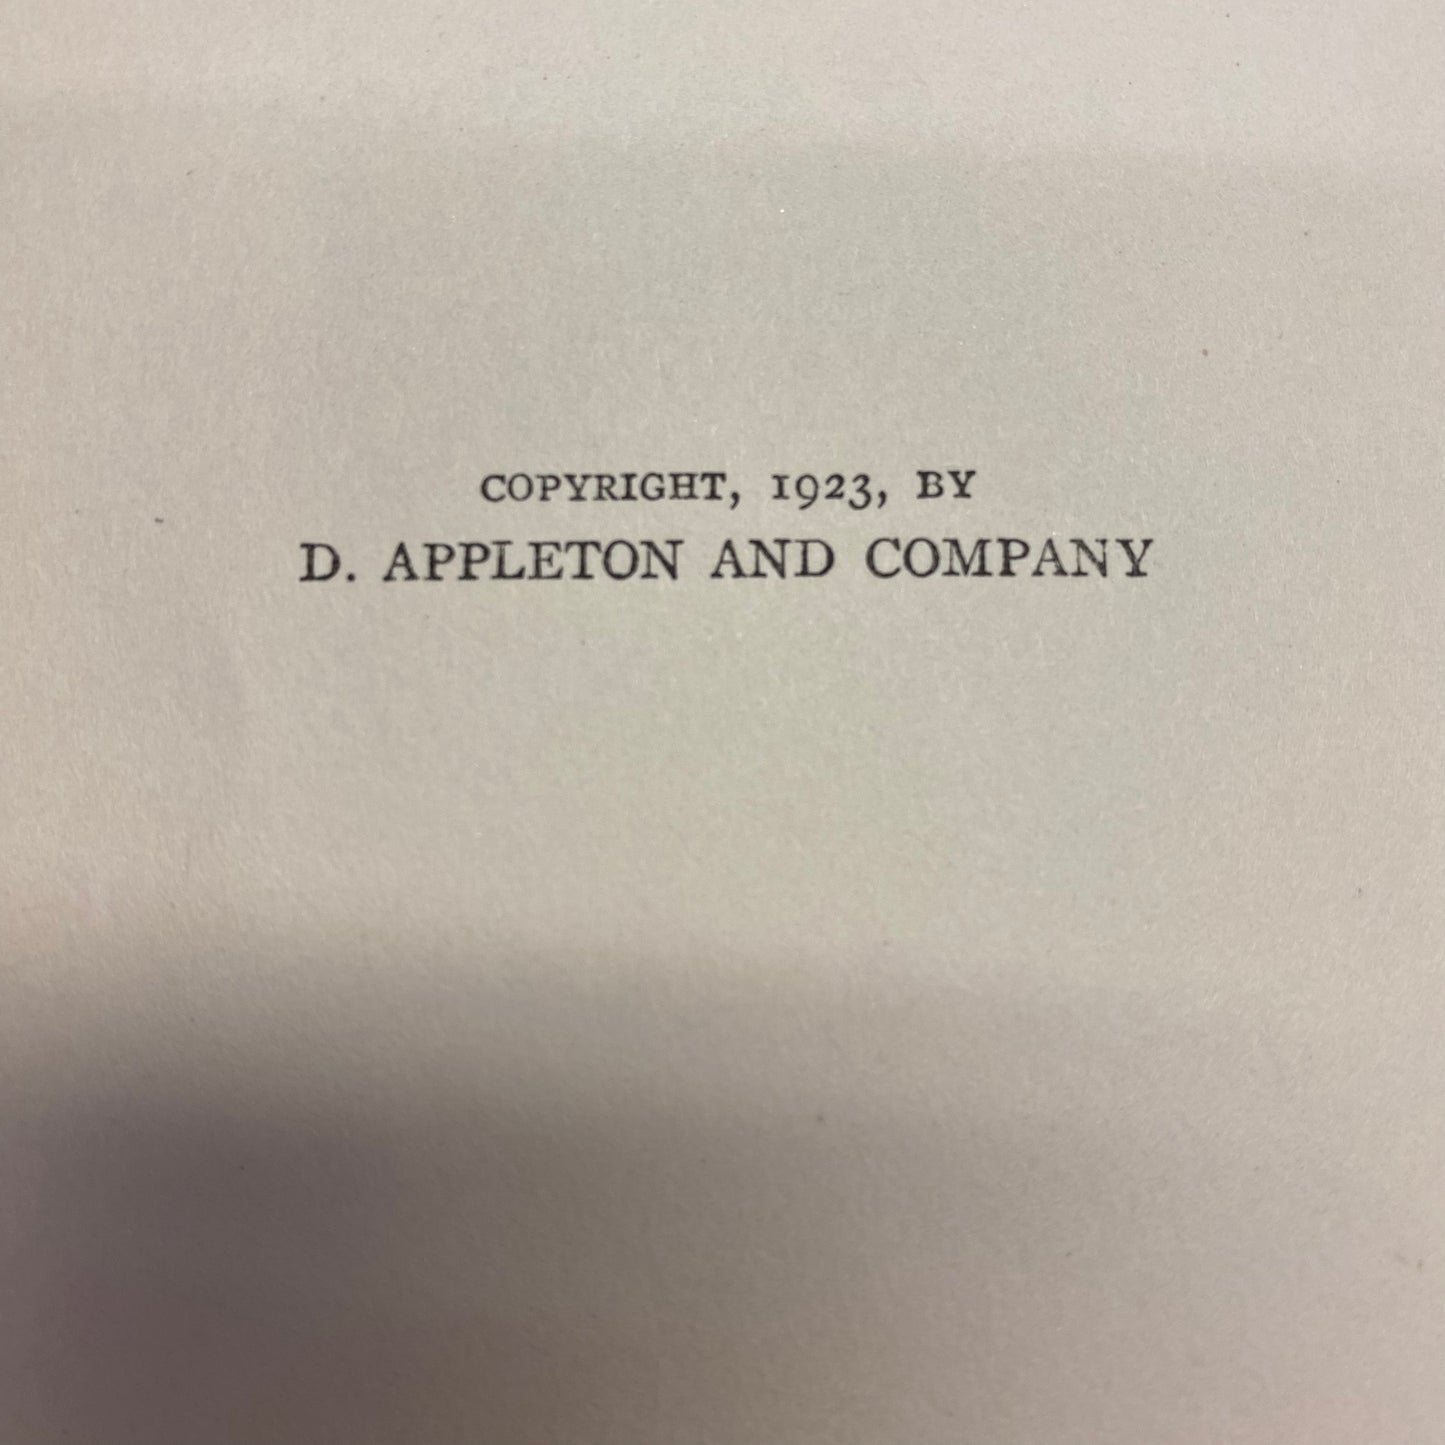 COPYRIGHT, 1923, BY
D. APPLETON AND COMPANY